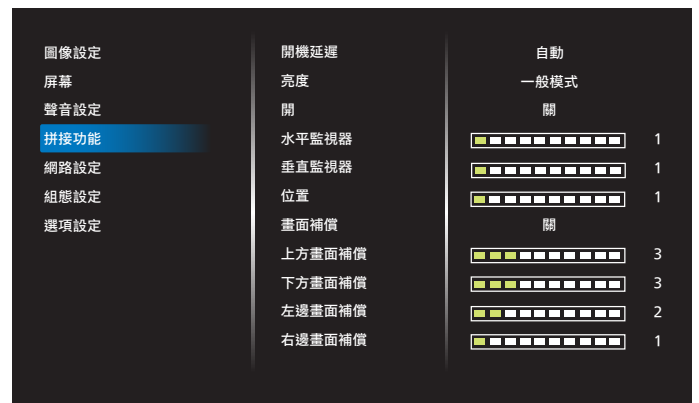 圖像設定 開機延遲 自動
屏幕 亮度 一般模式
聲音設定 開 關
拼接功能 水平監視器 1
網路設定 垂直監視器 1
組態設定 位置 1
選項設定 畫面補償 關
上方畫面補償 3
下方畫面補償 3
左邊畫面補償 2
右邊畫面補償 1